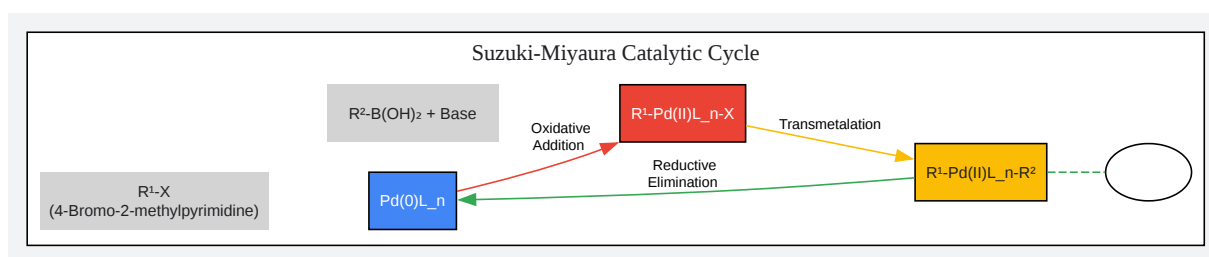 Suzuki-Miyaura Catalytic Cycle
R²-B(OH)₂ + Base
R¹-Pd(II)L_n-X
Oxidative
Addition
Transmetalation
Reductive
Elimination
R¹-Pd(II)L_n-R²
R¹-X
(4-Bromo-2-methylpyrimidine)
Pd(0)L_n